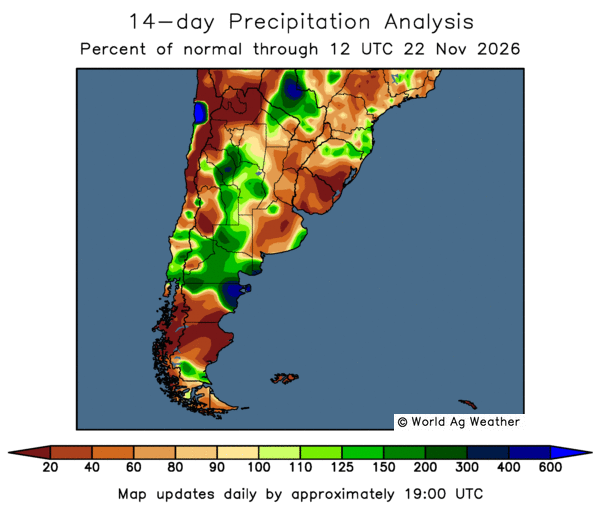 14-day Precipitation Analysis
Percent of normal through 12 UTC 22 Nov 2026
© World Ag Weather
20 40 60 80 90 100 110 125 150 200 300 400 600
Map updates daily by approximately 19:00 UTC